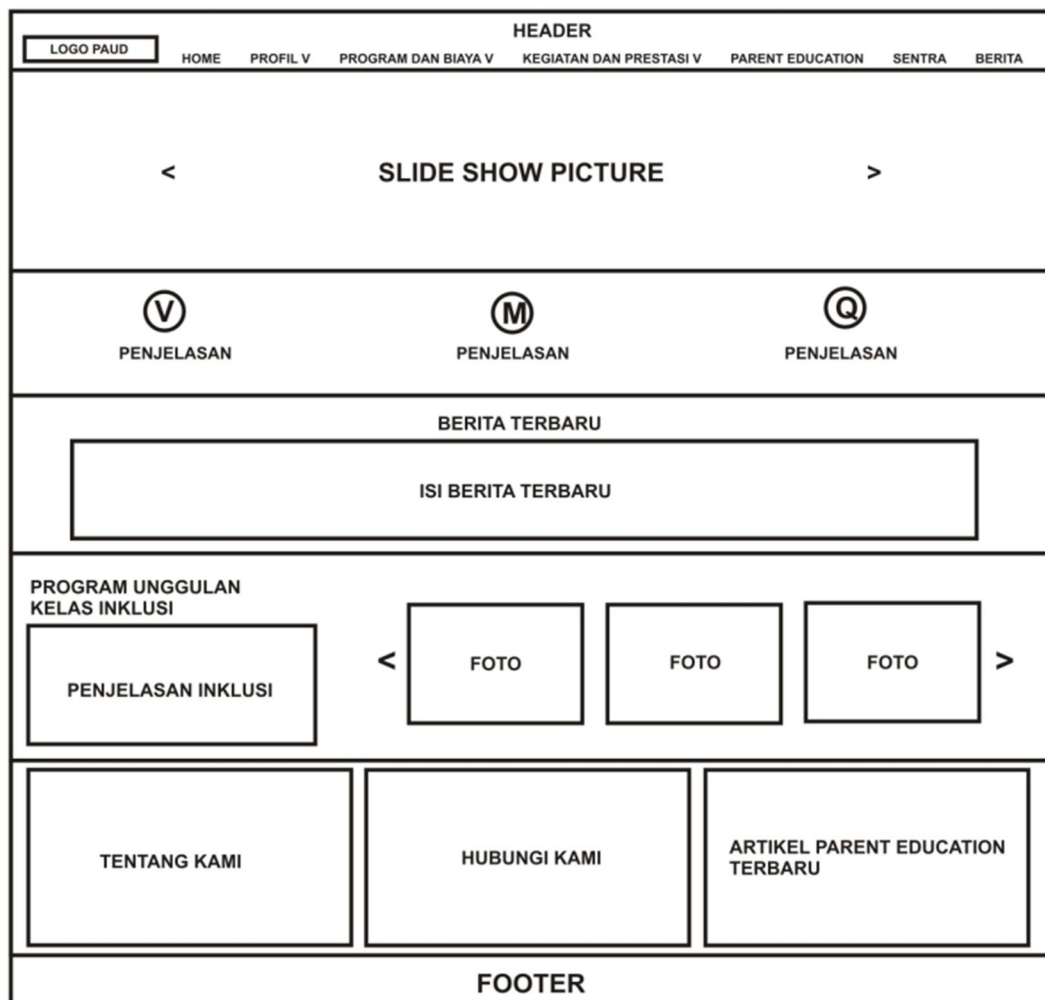 HEADER
LOGO PAUD
HOME PROFIL V PROGRAM DAN BIAYA V KEGIATAN DAN PRESTASI V PARENT EDUCATION SENTRA BERITA
< SLIDE SHOW PICTURE >
V M Q
PENJELASAN PENJELASAN PENJELASAN
BERITA TERBARU
ISI BERITA TERBARU
PROGRAM UNGGULAN
KELAS INKLUSI
PENJELASAN INKLUSI
< FOTO FOTO FOTO >
TENTANG KAMI
HUBUNGI KAMI
ARTIKEL PARENT EDUCATION
TERBARU
FOOTER